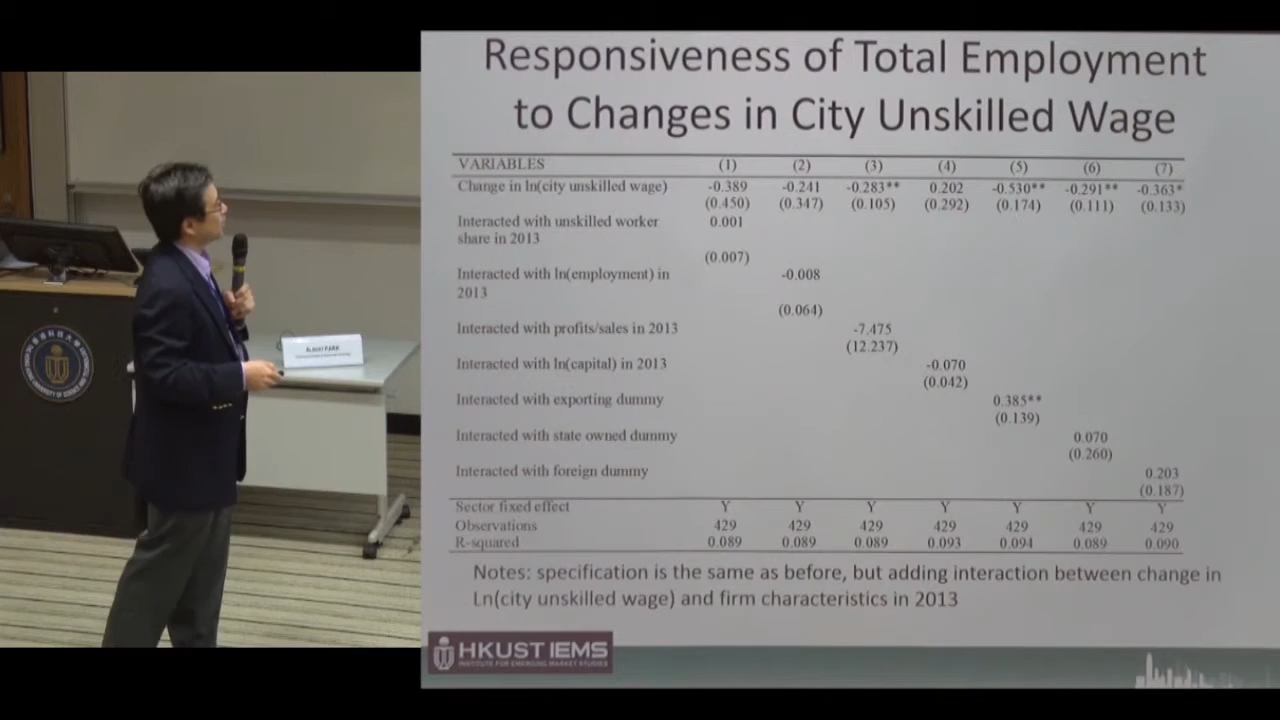 Responsiveness of Total Employment
to Changes in City Unskilled Wage
VARIABLES (1) (2) (3) (4) (5) (6) (7)
Change in ln(city unskilled wage) -0.389 -0.241 -0.283** 0.202 -0.530** -0.291** -0.363*
(0.450) (0.347) (0.105) (0.292) (0.174) (0.111) (0.133)
Interacted with unskilled worker 0.001
share in 2013
(0.007)
Interacted with ln(employment) in -0.008
2013
(0.064)
Interacted with profits/sales in 2013 -7.475
(12.237)
Interacted with ln(capital) in 2013 -0.070
(0.042)
Interacted with exporting dummy 0.385**
(0.139)
Interacted with state owned dummy 0.070
(0.260)
Interacted with foreign dummy 0.203
(0.187)
Sector fixed effect Y Y Y Y Y Y Y
Observations 429 429 429 429 429 429 429
R-squared 0.089 0.089 0.089 0.093 0.094 0.089 0.090
Notes: specification is the same as before, but adding interaction between change in
Ln(city unskilled wage) and firm characteristics in 2013
HKUST IEMS
INSTITUTE FOR EMERGING MARKET STUDIES
Albert PARK